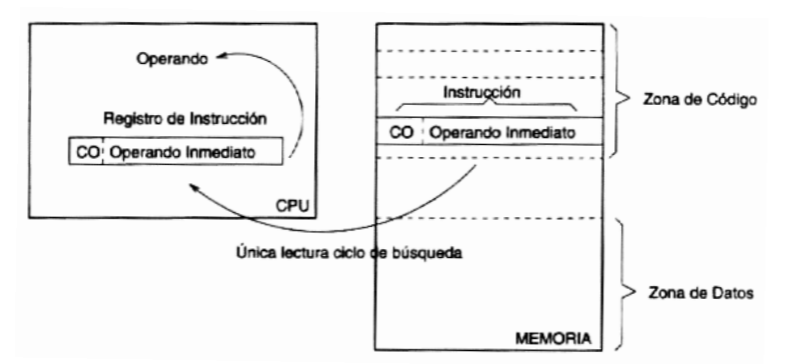 Operando
Registro de Instrucción
CO Operando Inmediato
CPU
Única lectura ciclo de búsqueda
Instrucción
CO Operando Inmediato
Zona de Código
Zona de Datos
MEMORIA